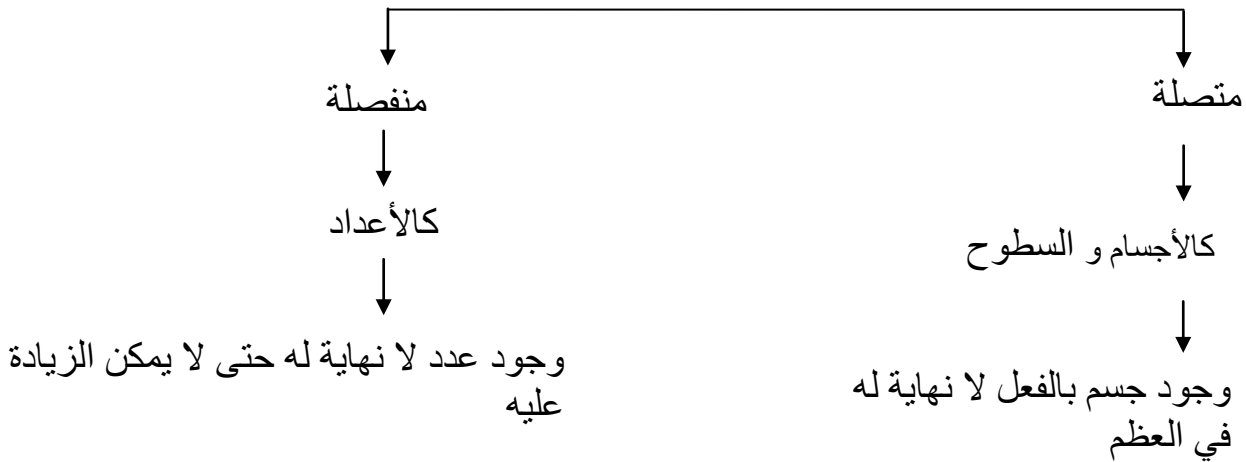 متصلة
منفصلة
كالأجسام و السطوح
كالأعداد
وجود جسم بالفعل لا نهاية له
في العظم
وجود عدد لا نهاية له حتى لا يمكن الزيادة
عليه